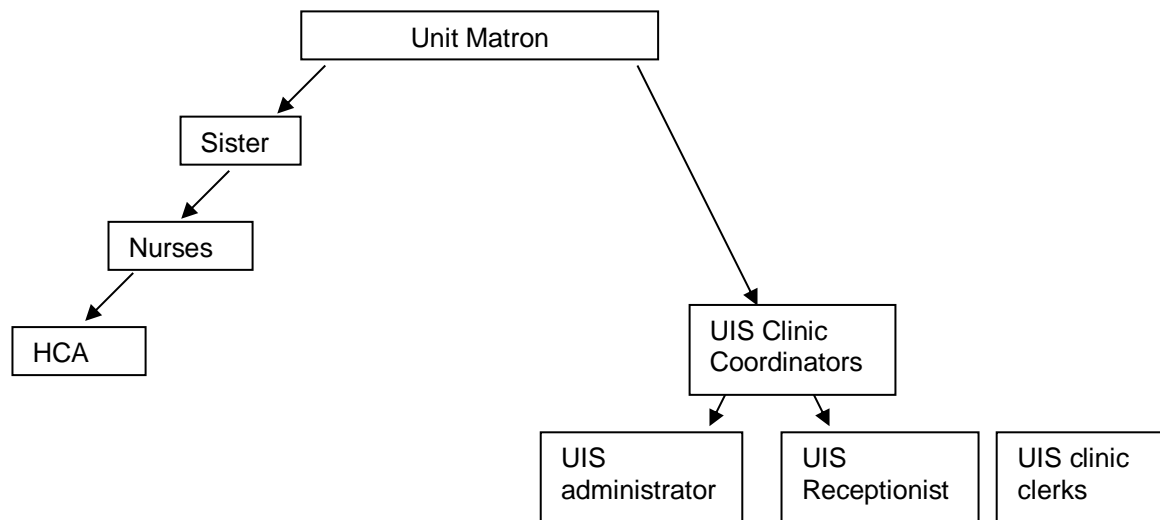 Unit Matron
Sister
Nurses
HCA
UIS Clinic
Coordinators
UIS
administrator
UIS
Receptionist
UIS clinic
clerks